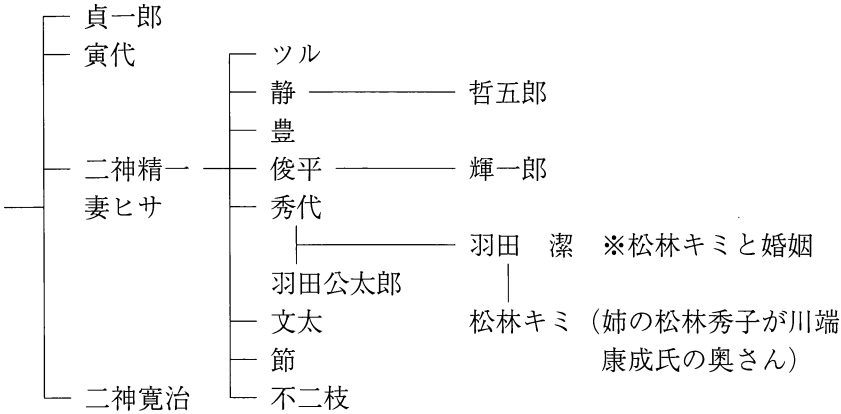 貞一郎
寅代 ツル
静 哲五郎
豊
二神精一 俊平 輝一郎
妻ヒサ 秀代
羽田　潔　※松林キミと婚姻
羽田公太郎
文太 松林キミ（姉の松林秀子が川端
節 康成氏の奥さん）
二神寛治 不二枝